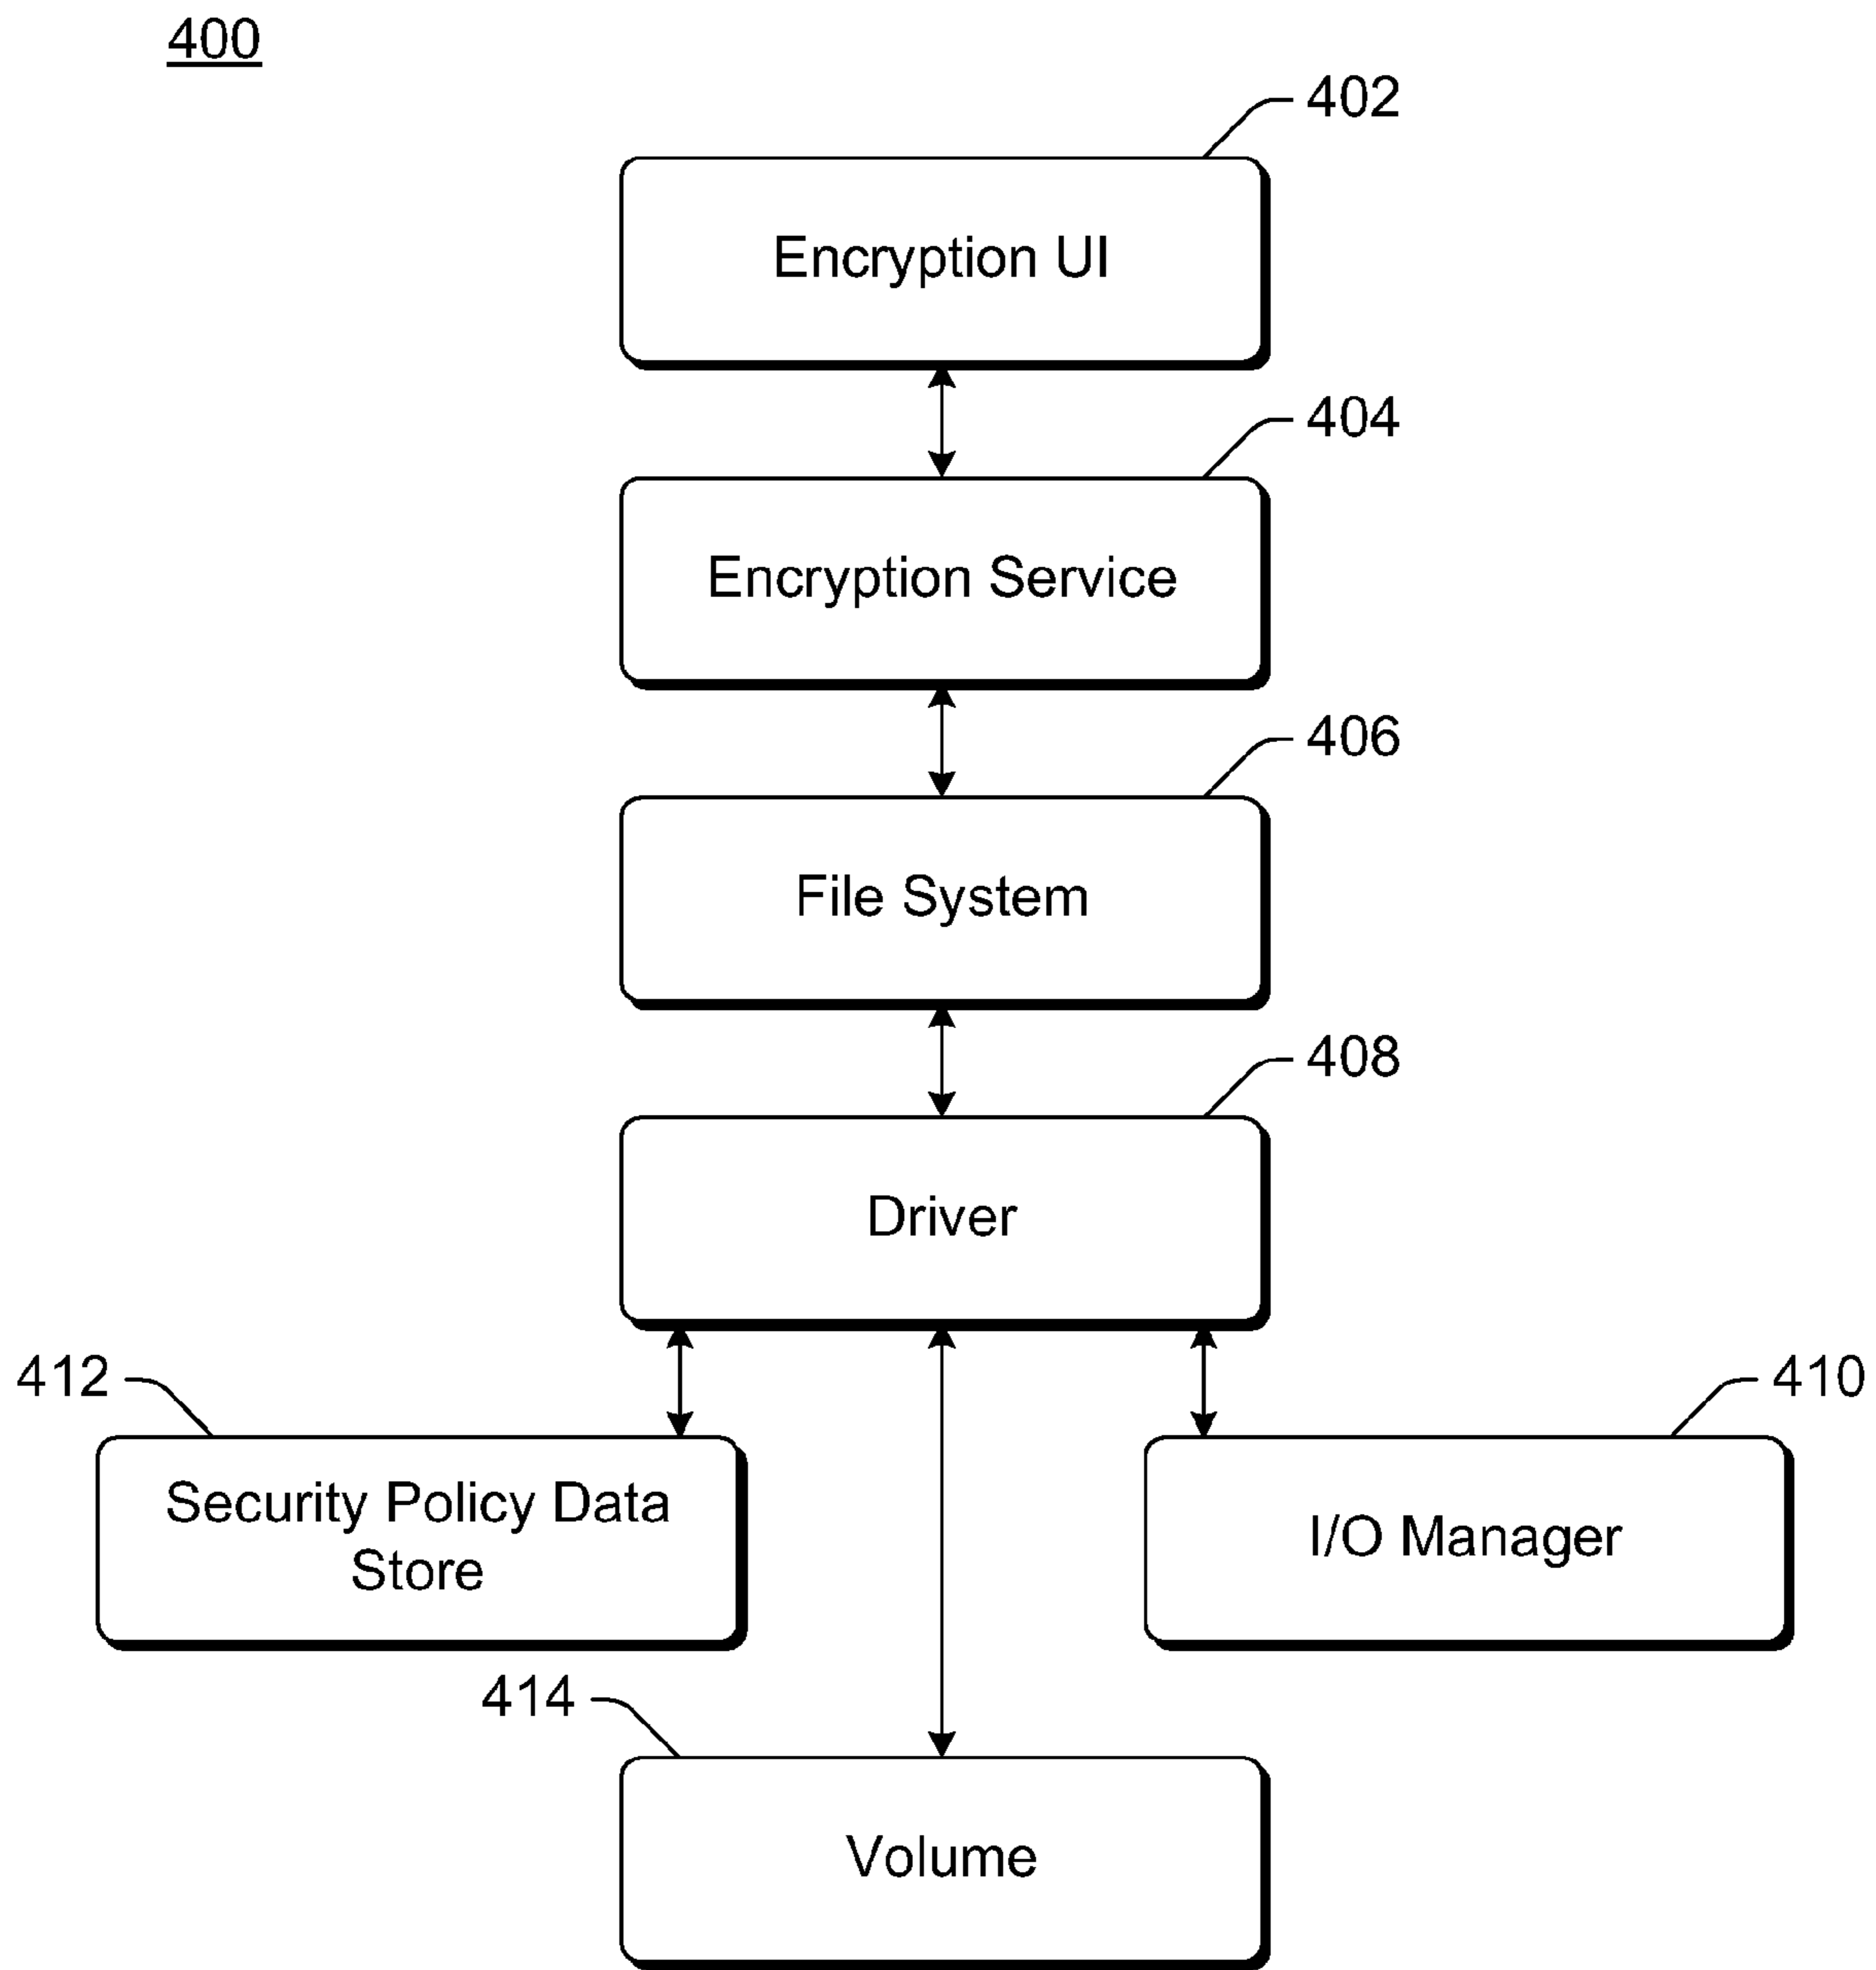 400
402
Encryption UI
404
Encryption Service
406
File System
408
Driver
412
410
Security Policy Data
Store
I/O Manager
414
Volume